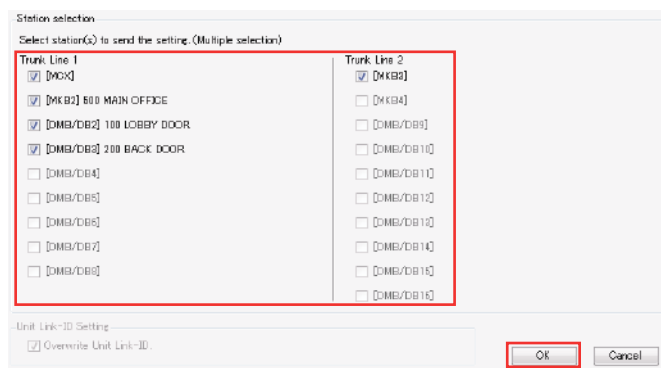 Station selection
Select station(s) to send the setting.(Multiple selection)
Trunk Line 1
[MCX]
[MKB2] 500 MAIN OFFICE
[DMB/DB2] 100 LOBBY DOOR
[DMB/DB3] 200 BACK DOOR
[DMB/DB4]
[DMB/DB5]
[DMB/DB6]
[DMB/DB7]
[DMB/DB8]
Trunk Line 2
[MKB3]
[MKB4]
[DMB/DB9]
[DMB/DB10]
[DMB/DB11]
[DMB/DB12]
[DMB/DB13]
[DMB/DB14]
[DMB/DB15]
[DMB/DB16]
Unit Link-ID Setting
Overwrite Unit Link-ID.
OK
Cancel